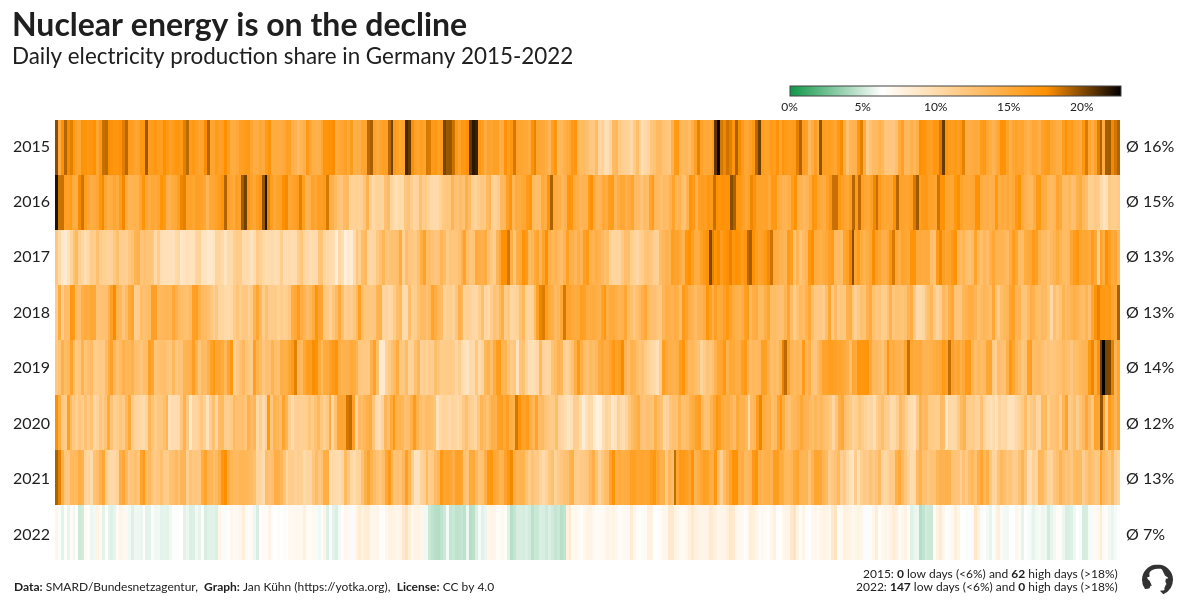 Nuclear energy is on the decline
Daily electricity production share in Germany 2015-2022
0% 5% 10% 15% 20%
2015 Ø 16%
2016 Ø 15%
2017 Ø 13%
2018 Ø 13%
2019 Ø 14%
2020 Ø 12%
2021 Ø 13%
2022 Ø 7%
2015: 0 low days (<6%) and 62 high days (>18%)
Data: SMARD/Bundesnetzagentur, Graph: Jan Kühn (https://yotka.org), License: CC by 4.0
2022: 147 low days (<6%) and 0 high days (>18%)